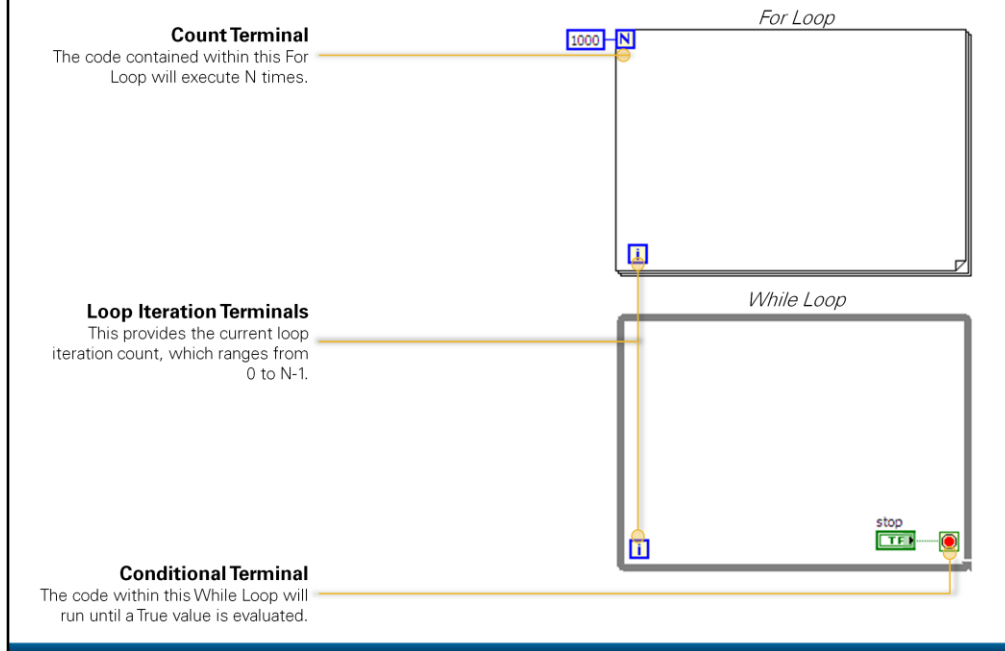 For Loop
Count Terminal
The code contained within this For
Loop will execute N times.
1000 N
i
While Loop
Loop Iteration Terminals
This provides the current loop
iteration count, which ranges from
0 to N-1.
stop
TF
i
Conditional Terminal
The code within this While Loop will
run until a True value is evaluated.